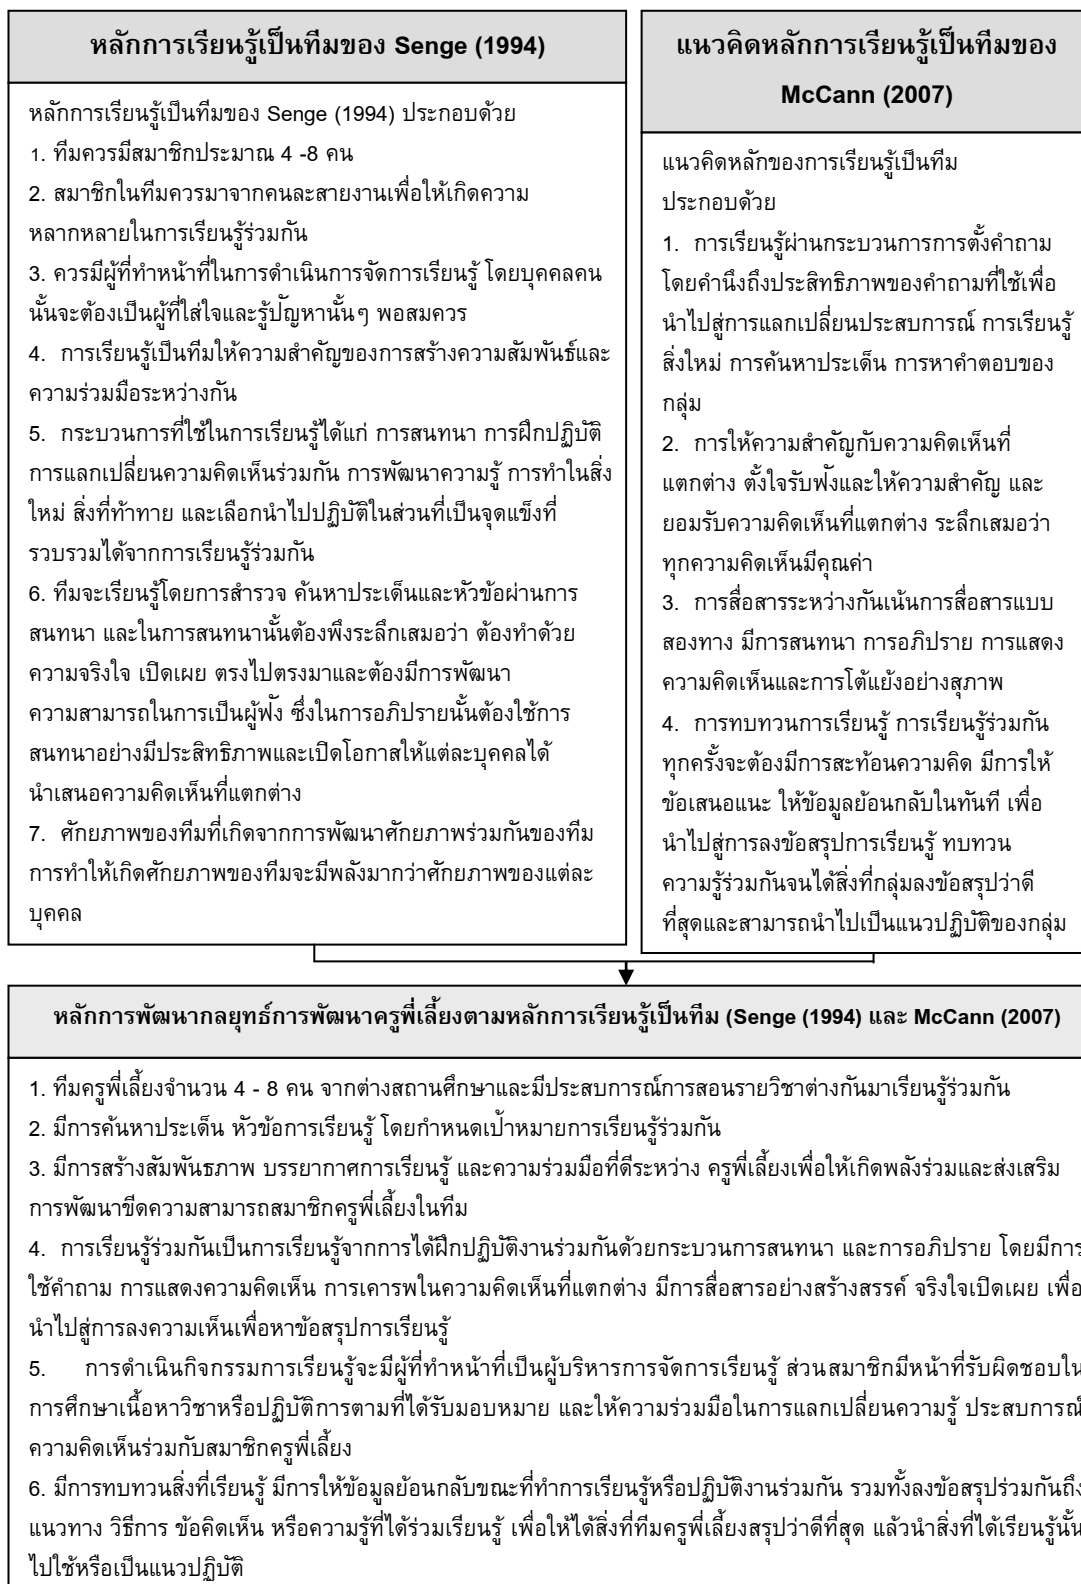 หลักการเรียนรู้เป็นทีมของ Senge (1994)
หลักการเรียนรู้เป็นทีมของ Senge (1994) ประกอบด้วย
1. ทีมควรมีสมาชิกประมาณ 4 -8 คน
2. สมาชิกในทีมควรมาจากคนละสายงานเพื่อให้เกิดความ
หลากหลายในการเรียนรู้ร่วมกัน
3. ควรมีผู้ที่ทำหน้าที่ในการดำเนินการจัดการเรียนรู้ โดยบุคคลคน
นั้นจะต้องเป็นผู้ที่ใส่ใจและรู้ปัญหานั้นๆ พอสมควร
4. การเรียนรู้เป็นทีมให้ความสำคัญของการสร้างความสัมพันธ์และ
ความร่วมมือระหว่างกัน
5. กระบวนการที่ใช้ในการเรียนรู้ได้แก่ การสนทนา การฝึกปฏิบัติ
การแลกเปลี่ยนความคิดเห็นร่วมกัน การพัฒนาความรู้ การทำในสิ่ง
ใหม่ สิ่งที่ท้าทาย และเลือกนำไปปฏิบัติในส่วนที่เป็นจุดแข็งที่
รวบรวมได้จากการเรียนรู้ร่วมกัน
6. ทีมจะเรียนรู้โดยการสำรวจ ค้นหาประเด็นและหัวข้อผ่านการ
สนทนา และในการสนทนานั้นต้องพึงระลึกเสมอว่า ต้องทำด้วย
ความจริงใจ เปิดเผย ตรงไปตรงมาและต้องมีการพัฒนา
ความสามารถในการเป็นผู้ฟัง ซึ่งในการอภิปรายนั้นต้องใช้การ
สนทนาอย่างมีประสิทธิภาพและเปิดโอกาสให้แต่ละบุคคลได้
นำเสนอความคิดเห็นที่แตกต่าง
7. ศักยภาพของทีมที่เกิดจากการพัฒนาศักยภาพร่วมกันของทีม
การทำให้เกิดศักยภาพของทีมจะมีพลังมากว่าศักยภาพของแต่ละ
บุคคล
แนวคิดหลักการเรียนรู้เป็นทีมของ
McCann (2007)
แนวคิดหลักของการเรียนรู้เป็นทีม
ประกอบด้วย
1. การเรียนรู้ผ่านกระบวนการการตั้งคำถาม
โดยคำนึงถึงประสิทธิภาพของคำถามที่ใช้เพื่อ
นำไปสู่การแลกเปลี่ยนประสบการณ์ การเรียนรู้
สิ่งใหม่ การค้นหาประเด็น การหาคำตอบของ
กลุ่ม
2. การให้ความสำคัญกับความคิดเห็นที่
แตกต่าง ตั้งใจรับฟังและให้ความสำคัญ และ
ยอมรับความคิดเห็นที่แตกต่าง ระลึกเสมอว่า
ทุกความคิดเห็นมีคุณค่า
3. การสื่อสารระหว่างกันเน้นการสื่อสารแบบ
สองทาง มีการสนทนา การอภิปราย การแสดง
ความคิดเห็นและการโต้แย้งอย่างสุภาพ
4. การทบทวนการเรียนรู้ การเรียนรู้ร่วมกัน
ทุกครั้งจะต้องมีการสะท้อนความคิด มีการให้
ข้อเสนอแนะ ให้ข้อมูลย้อนกลับในทันที เพื่อ
นำไปสู่การลงข้อสรุปการเรียนรู้ ทบทวน
ความรู้ร่วมกันจนได้สิ่งที่กลุ่มลงข้อสรุปว่าดี
ที่สุดและสามารถนำไปเป็นแนวปฏิบัติของกลุ่ม
หลักการพัฒนากลยุทธ์การพัฒนาครูพี่เลี้ยงตามหลักการเรียนรู้เป็นทีม (Senge (1994) และ McCann (2007)
1. ทีมครูพี่เลี้ยงจำนวน 4 - 8 คน จากต่างสถานศึกษาและมีประสบการณ์การสอนรายวิชาต่างกันมาเรียนรู้ร่วมกัน
2. มีการค้นหาประเด็น หัวข้อการเรียนรู้ โดยกำหนดเป้าหมายการเรียนรู้ร่วมกัน
3. มีการสร้างสัมพันธภาพ บรรยากาศการเรียนรู้ และความร่วมมือที่ดีระหว่าง ครูพี่เลี้ยงเพื่อให้เกิดพลังร่วมและส่งเสริม
การพัฒนาขีดความสามารถสมาชิกครูพี่เลี้ยงในทีม
4. การเรียนรู้ร่วมกันเป็นการเรียนรู้จากการได้ฝึกปฏิบัติงานร่วมกันด้วยกระบวนการสนทนา และการอภิปราย โดยมีการ
ใช้คำถาม การแสดงความคิดเห็น การเคารพในความคิดเห็นที่แตกต่าง มีการสื่อสารอย่างสร้างสรรค์ จริงใจเปิดเผย เพื่อ
นำไปสู่การลงความเห็นเพื่อหาข้อสรุปการเรียนรู้
5. การดำเนินกิจกรรมการเรียนรู้จะมีผู้ที่ทำหน้าที่เป็นผู้บริหารการจัดการเรียนรู้ ส่วนสมาชิกมีหน้าที่รับผิดชอบใน
การศึกษาเนื้อหาวิชาหรือปฏิบัติการตามที่ได้รับมอบหมาย และให้ความร่วมมือในการแลกเปลี่ยนความรู้ ประสบการณ์
ความคิดเห็นร่วมกับสมาชิกครูพี่เลี้ยง
6. มีการทบทวนสิ่งที่เรียนรู้ มีการให้ข้อมูลย้อนกลับขณะที่ทำการเรียนรู้หรือปฏิบัติงานร่วมกัน รวมทั้งลงข้อสรุปร่วมกันถึง
แนวทาง วิธีการ ข้อคิดเห็น หรือความรู้ที่ได้ร่วมเรียนรู้ เพื่อให้ได้สิ่งที่ทีมครูพี่เลี้ยงสรุปว่าดีที่สุด แล้วนำสิ่งที่ได้เรียนรู้นั้น
ไปใช้หรือเป็นแนวปฏิบัติ